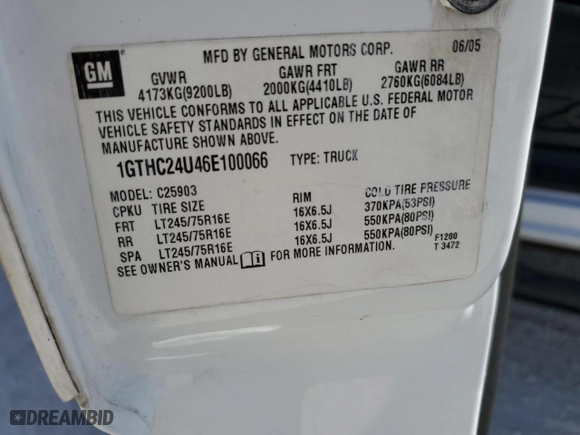 GM
MFD BY GENERAL MOTORS CORP. 06/05
GVWR GAWR FRT GAWR RR
4173KG(9200LB) 2000KG(4410LB) 2760KG(6084LB)
THIS VEHICLE CONFORMS TO ALL APPLICABLE U.S. FEDERAL MOTOR
VEHICLE SAFETY STANDARDS IN EFFECT ON THE DATE OF
MANUFACTURE SHOWN ABOVE.
1GTHC24U46E100066 TYPE: TRUCK
MODEL: C25903
CPKU TIRE SIZE RIM COLD TIRE PRESSURE
FRT LT245/75R16E 16X6.5J 370KPA(53PSI)
RR LT245/75R16E 16X6.5J 550KPA(80PSI)
SPA LT245/75R16E 16X6.5J 550KPA(80PSI)
SEE OWNER'S MANUAL i FOR MORE INFORMATION. F1200
T 3472
DREAMBID